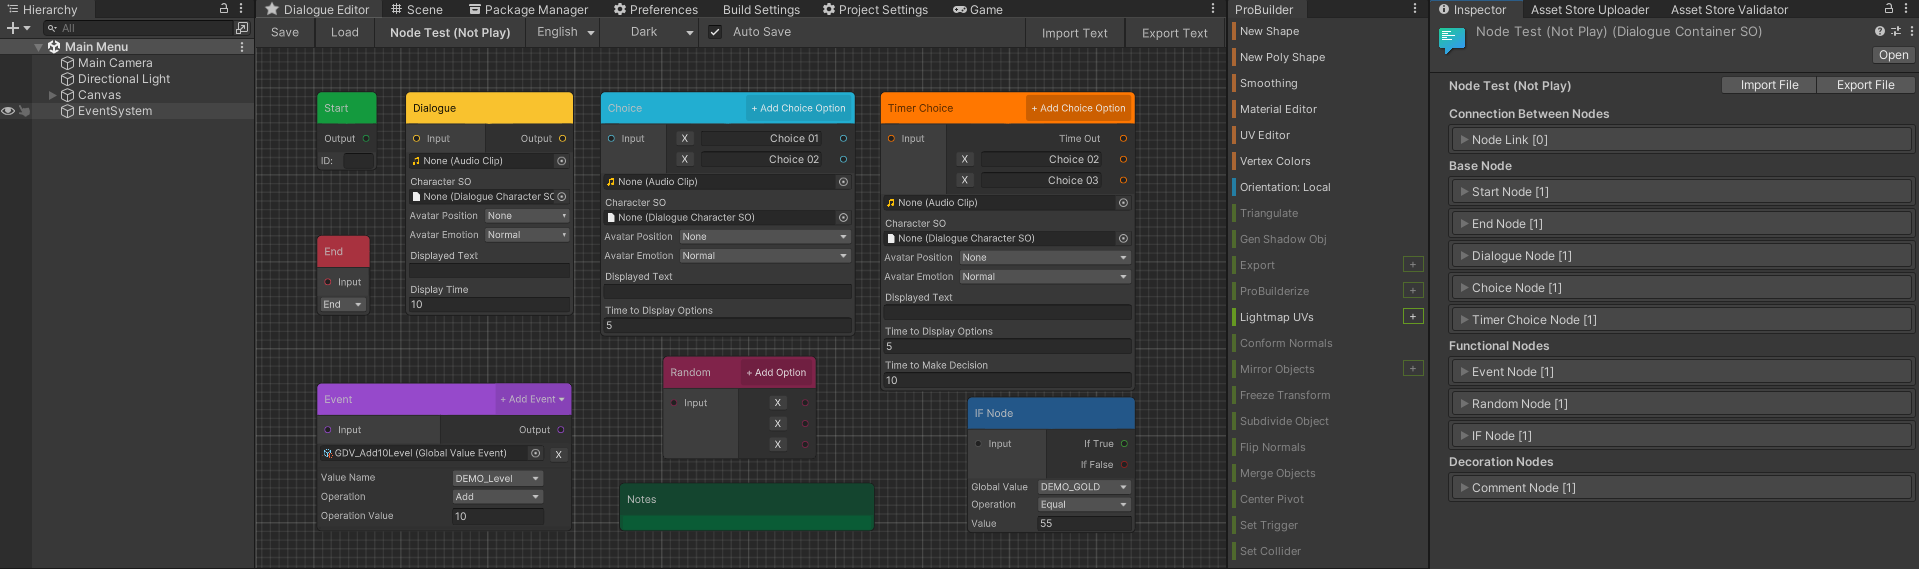 Hierarchy
All
Main Menu
Main Camera
Directional Light
Canvas
EventSystem
Dialogue Editor
Scene
Package Manager
Preferences
Build Settings
Project Settings
Game
Save
Load
Node Test (Not Play)
English
Dark
Auto Save
Import Text
Export Text
Start
Output
ID:
End
Input
End
Dialogue
Input
Output
None (Audio Clip)
Character SO
None (Dialogue Character SC
Avatar Position
None
Avatar Emotion
Normal
Displayed Text
Display Time
10
Choice
+ Add Choice Option
Input
X
Choice 01
X
Choice 02
None (Audio Clip)
Character SO
None (Dialogue Character SO)
Avatar Position
None
Avatar Emotion
Normal
Displayed Text
Time to Display Options
5
Timer Choice
+ Add Choice Option
Input
Time Out
X
Choice 02
X
Choice 03
None (Audio Clip)
Character SO
None (Dialogue Character SO)
Avatar Position
None
Avatar Emotion
Normal
Displayed Text
Time to Display Options
5
Time to Make Decision
10
Event
+ Add Event
Input
Output
GDV_Add10Level (Global Value Event)
X
Value Name
DEMO_Level
Operation
Add
Operation Value
10
Random
+ Add Option
Input
X
X
X
Notes
IF Node
Input
If True
If False
Global Value
DEMO_GOLD
Operation
Equal
Value
55
ProBuilder
New Shape
New Poly Shape
Smoothing
Material Editor
UV Editor
Vertex Colors
Orientation: Local
Triangulate
Gen Shadow Obj
Export
+
ProBuilderize
+
Lightmap UVs
+
Conform Normals
Mirror Objects
+
Freeze Transform
Subdivide Object
Flip Normals
Merge Objects
Center Pivot
Set Trigger
Set Collider
Inspector
Asset Store Uploader
Asset Store Validator
Node Test (Not Play) (Dialogue Container SO)
Open
Node Test (Not Play)
Import File
Export File
Connection Between Nodes
Node Link [0]
Base Node
Start Node [1]
End Node [1]
Dialogue Node [1]
Choice Node [1]
Timer Choice Node [1]
Functional Nodes
Event Node [1]
Random Node [1]
IF Node [1]
Decoration Nodes
Comment Node [1]